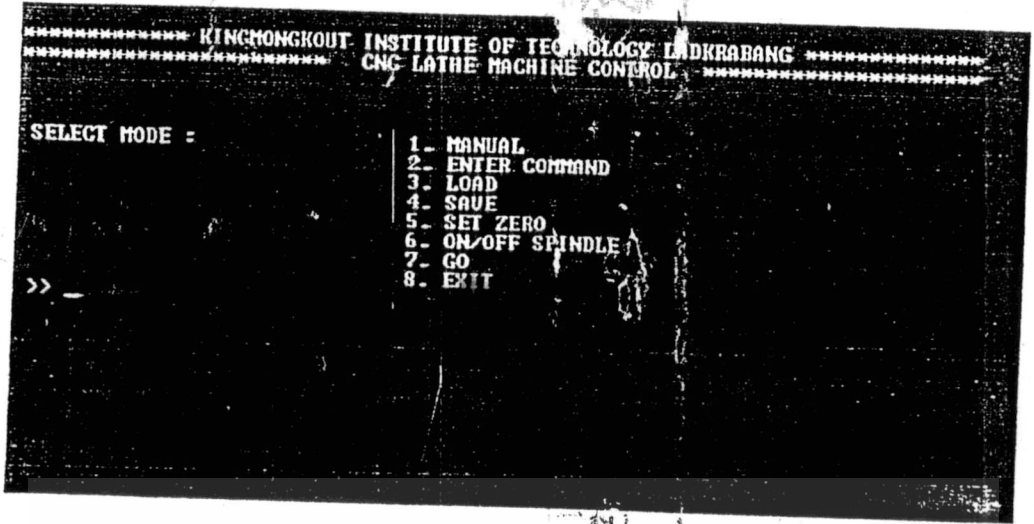 ************ KINGMONGKOUT INSTITUTE OF TECHNOLOGY LADKRABANG *************
*********************** CNC LATHE MACHINE CONTROL *********************
SELECT MODE :
1. MANUAL
2. ENTER COMMAND
3. LOAD
4. SAVE
5. SET ZERO
6. ON/OFF SPINDLE
7. GO
8. EXIT
>> _